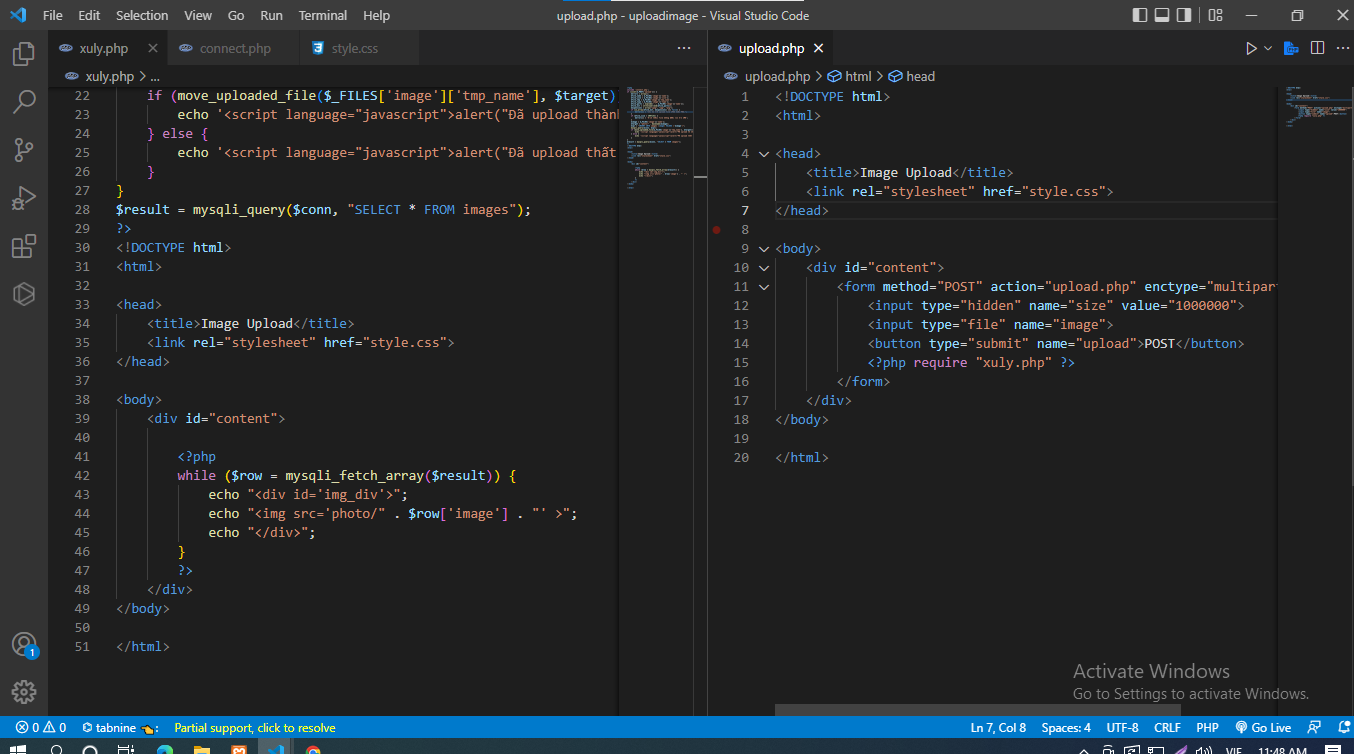 File Edit Selection View Go Run Terminal Help upload.php - uploadimage - Visual Studio Code
xuly.php connect.php style.css
xuly.php > ...
22 if (move_uploaded_file($_FILES['image']['tmp_name'], $target)
23 echo '<script language="javascript">alert("Đã upload thành
24 } else {
25 echo '<script language="javascript">alert("Đã upload thất
26 }
27 }
28 $result = mysqli_query($conn, "SELECT * FROM images");
29 ?>
30 <!DOCTYPE html>
31 <html>
32
33 <head>
34 <title>Image Upload</title>
35 <link rel="stylesheet" href="style.css">
36 </head>
37
38 <body>
39 <div id="content">
40
41 <?php
42 while ($row = mysqli_fetch_array($result)) {
43 echo "<div id='img_div'>";
44 echo "<img src='photo/" . $row['image'] . "' >";
45 echo "</div>";
46 }
47 ?>
48 </div>
49 </body>
50
51 </html>
upload.php
upload.php > html > head
1 <!DOCTYPE html>
2 <html>
3
4 <head>
5 <title>Image Upload</title>
6 <link rel="stylesheet" href="style.css">
7 </head>
8
9 <body>
10 <div id="content">
11 <form method="POST" action="upload.php" enctype="multipar
12 <input type="hidden" name="size" value="1000000">
13 <input type="file" name="image">
14 <button type="submit" name="upload">POST</button>
15 <?php require "xuly.php" ?>
16 </form>
17 </div>
18 </body>
19
20 </html>
Activate Windows
Go to Settings to activate Windows.
1
0 0 tabnine : Partial support, click to resolve Ln 7, Col 8 Spaces: 4 UTF-8 CRLF PHP Go Live
VIE 11:48 AM